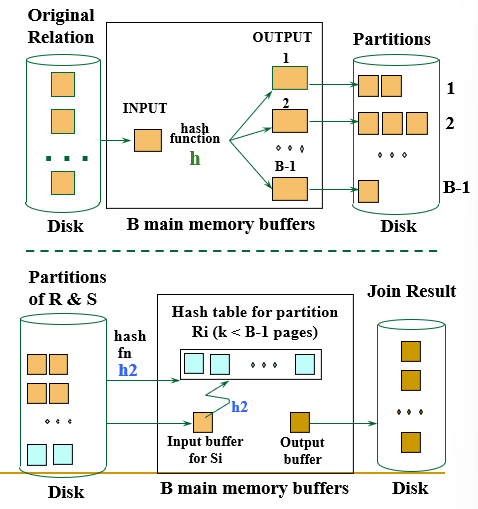 Original
Relation
OUTPUT
1
Partitions
INPUT
2
hash
function
h
B-1
1
2
B-1
Disk
B main memory buffers
Disk
Partitions
of R & S
Join Result
Hash table for partition
Ri (k < B-1 pages)
hash
fn
h2
h2
Input buffer
for Si
Output
buffer
Disk
B main memory buffers
Disk